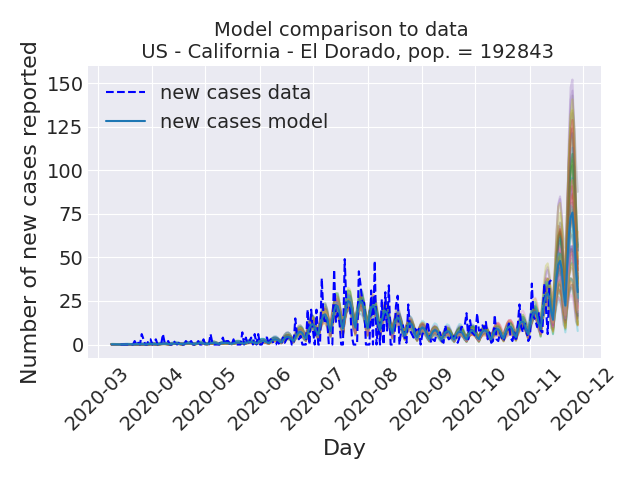 Model comparison to data
US - California - El Dorado, pop. = 192843
Number of new cases reported
150
125
100
75
50
25
0
new cases data
new cases model
2020-03
2020-04
2020-05
2020-06
2020-07
2020-08
2020-09
2020-10
2020-11
2020-12
Day